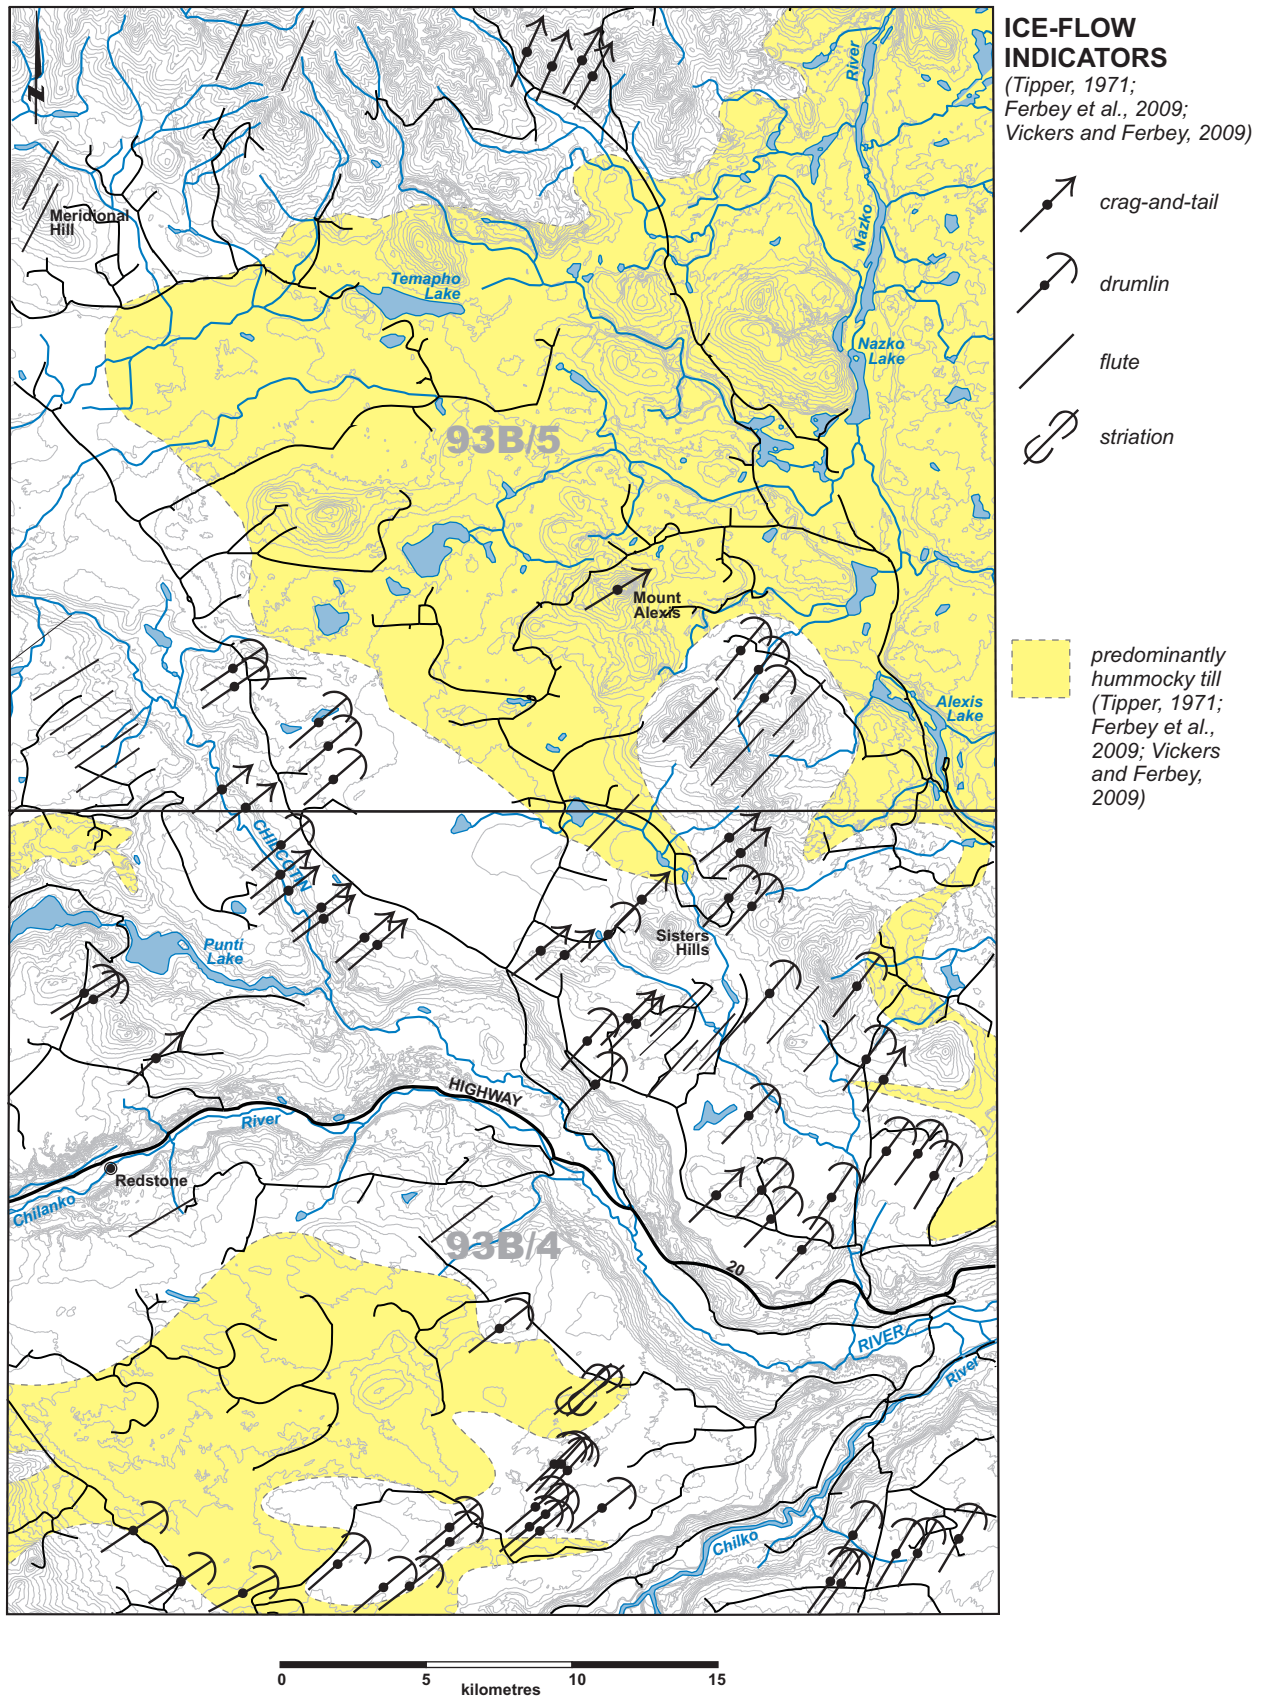 ICE-FLOW
INDICATORS
(Tipper, 1971;
Ferbey et al., 2009;
Vickers and Ferbey, 2009)
crag-and-tail
drumlin
flute
striation
predominantly
hummocky till
(Tipper, 1971;
Ferbey et al.,
2009; Vickers
and Ferbey,
2009)
N
River
Nazko
Meridional
Hill
Temapho
Lake
Nazko
Lake
93B/5
Mount
Alexis
Alexis
Lake
CHILCOTIN
Punti
Lake
Sisters
Hills
HIGHWAY
River
Redstone
Chilanko
93B/4
20
RIVER
River
Chilko
0 5 10 15
kilometres